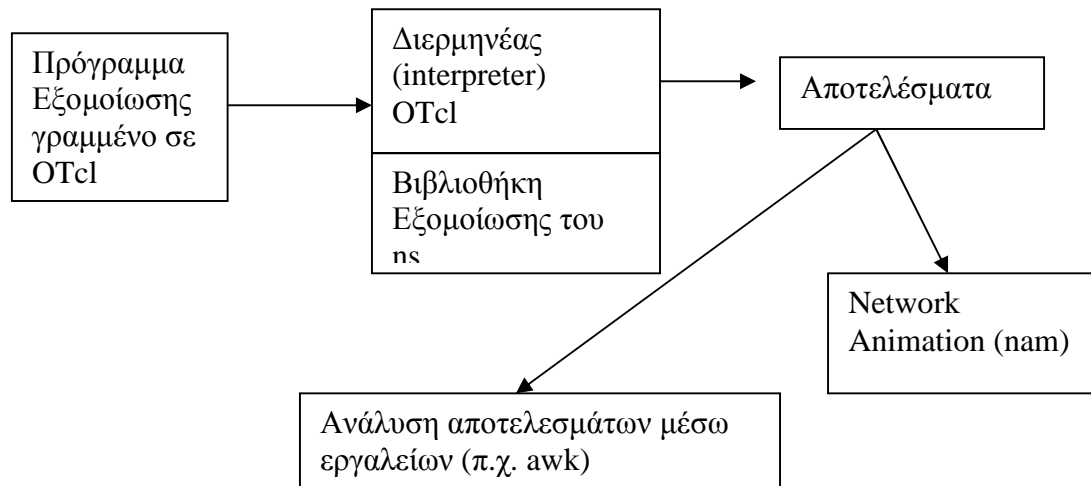 Πρόγραμμα
Εξομοίωσης
γραμμένο σε
OTcl
Διερμηνέας
(interpreter)
OTcl
Βιβλιοθήκη
Εξομοίωσης του
ns
Αποτελέσματα
Network
Animation (nam)
Ανάλυση αποτελεσμάτων μέσω
εργαλείων (π.χ. awk)